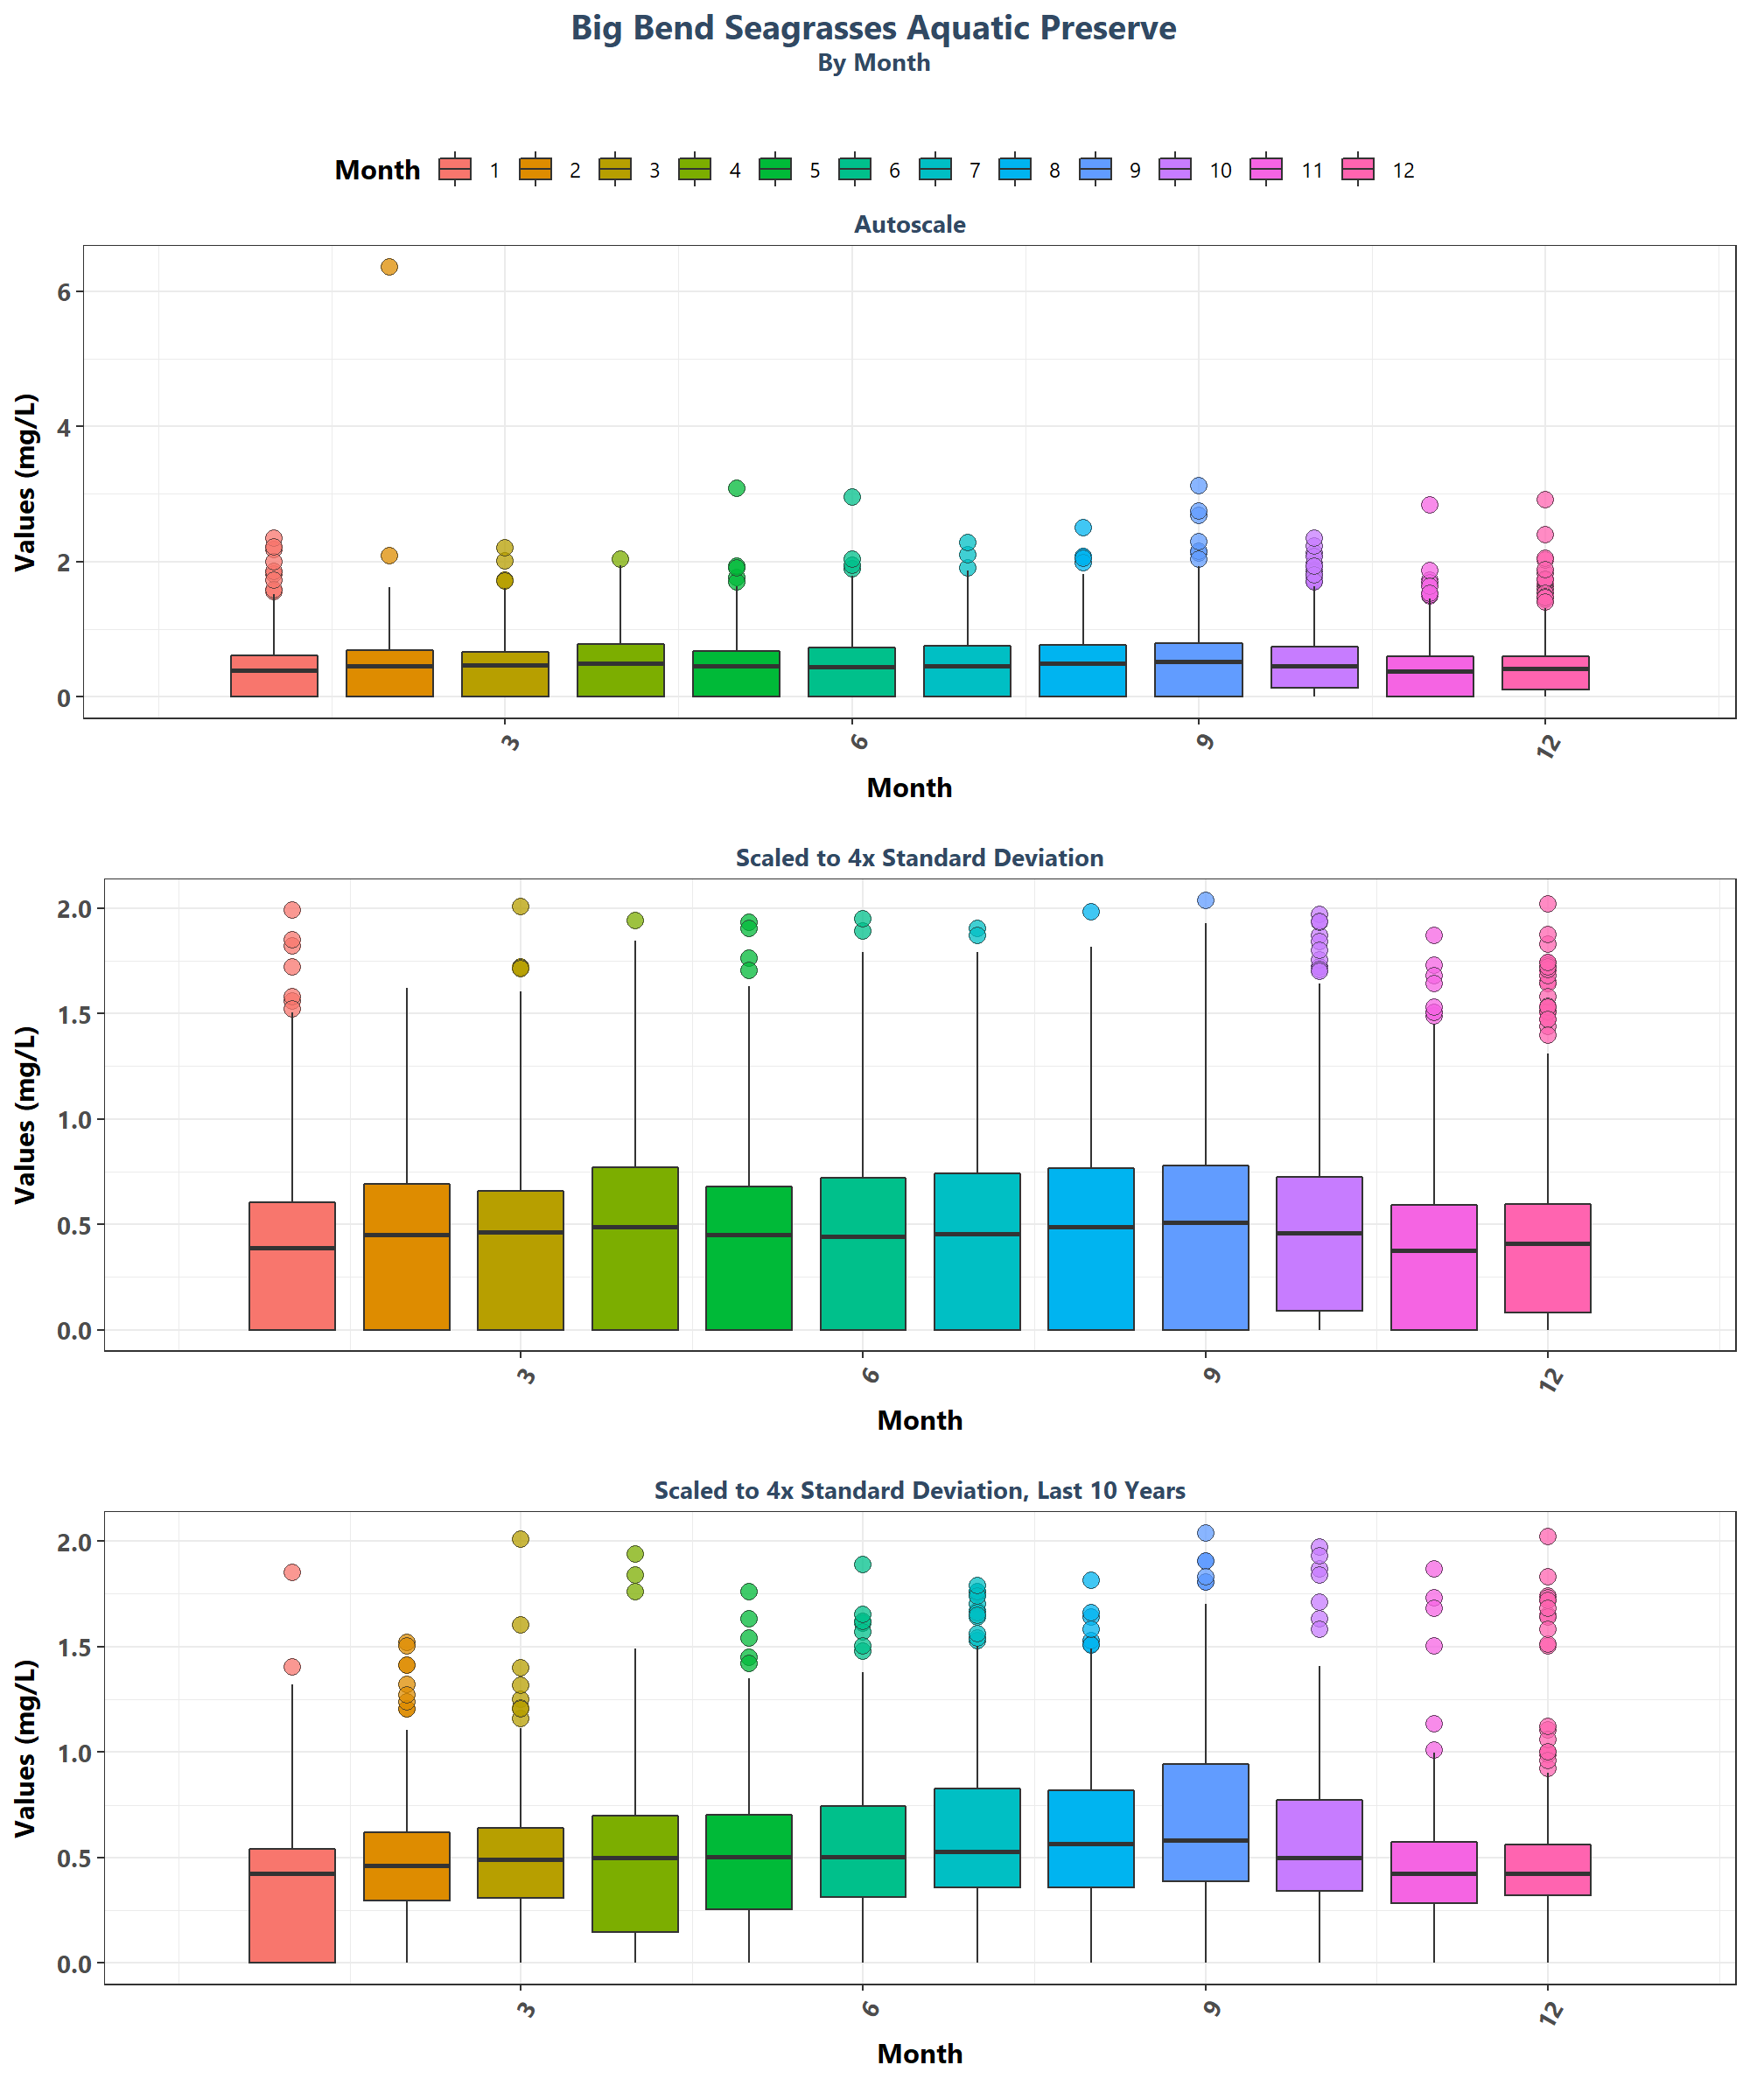 Big Bend Seagrasses Aquatic Preserve
By Month
Month 1 2 3 4 5 6 7 8 9 10 11 12
Autoscale
Values (mg/L)
6
4
2
0
3 6 9 12
Month
Scaled to 4x Standard Deviation
Values (mg/L)
2.0
1.5
1.0
0.5
0.0
3 6 9 12
Month
Scaled to 4x Standard Deviation, Last 10 Years
Values (mg/L)
2.0
1.5
1.0
0.5
0.0
3 6 9 12
Month